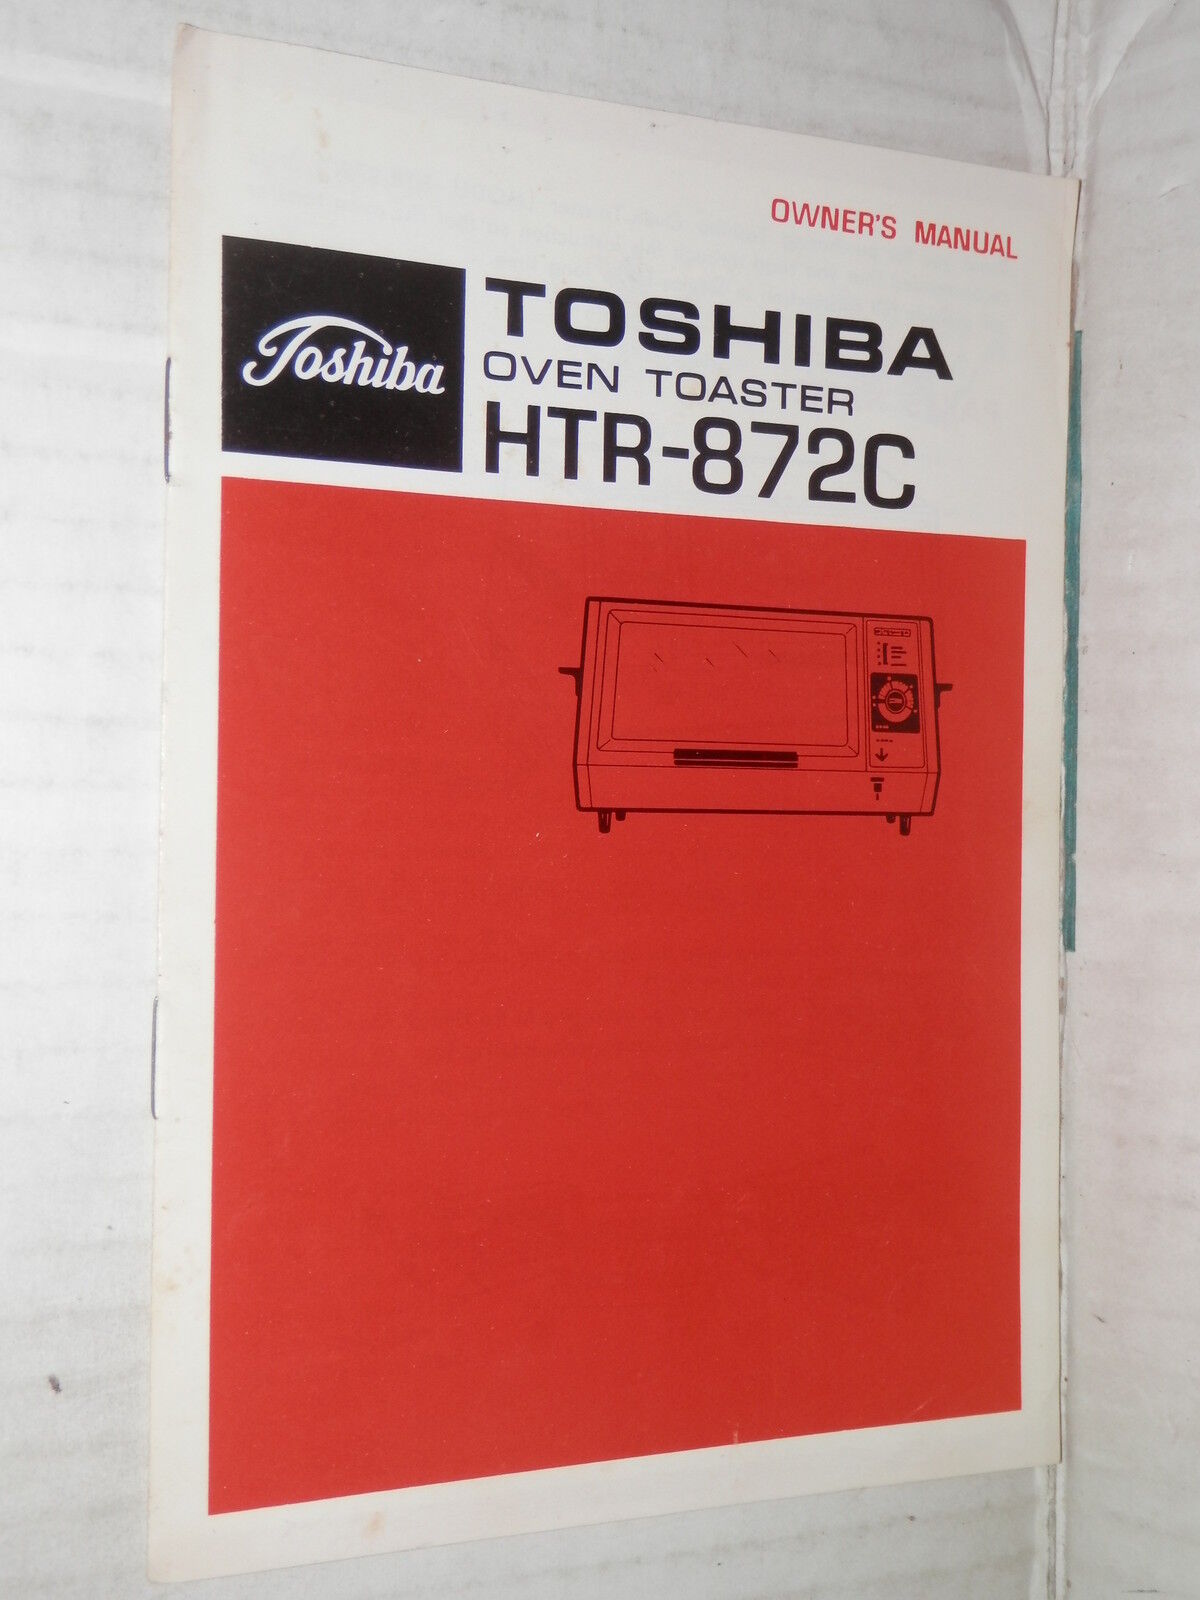 OWNER'S MANUAL
Toshiba
TOSHIBA
OVEN TOASTER
HTR-872C